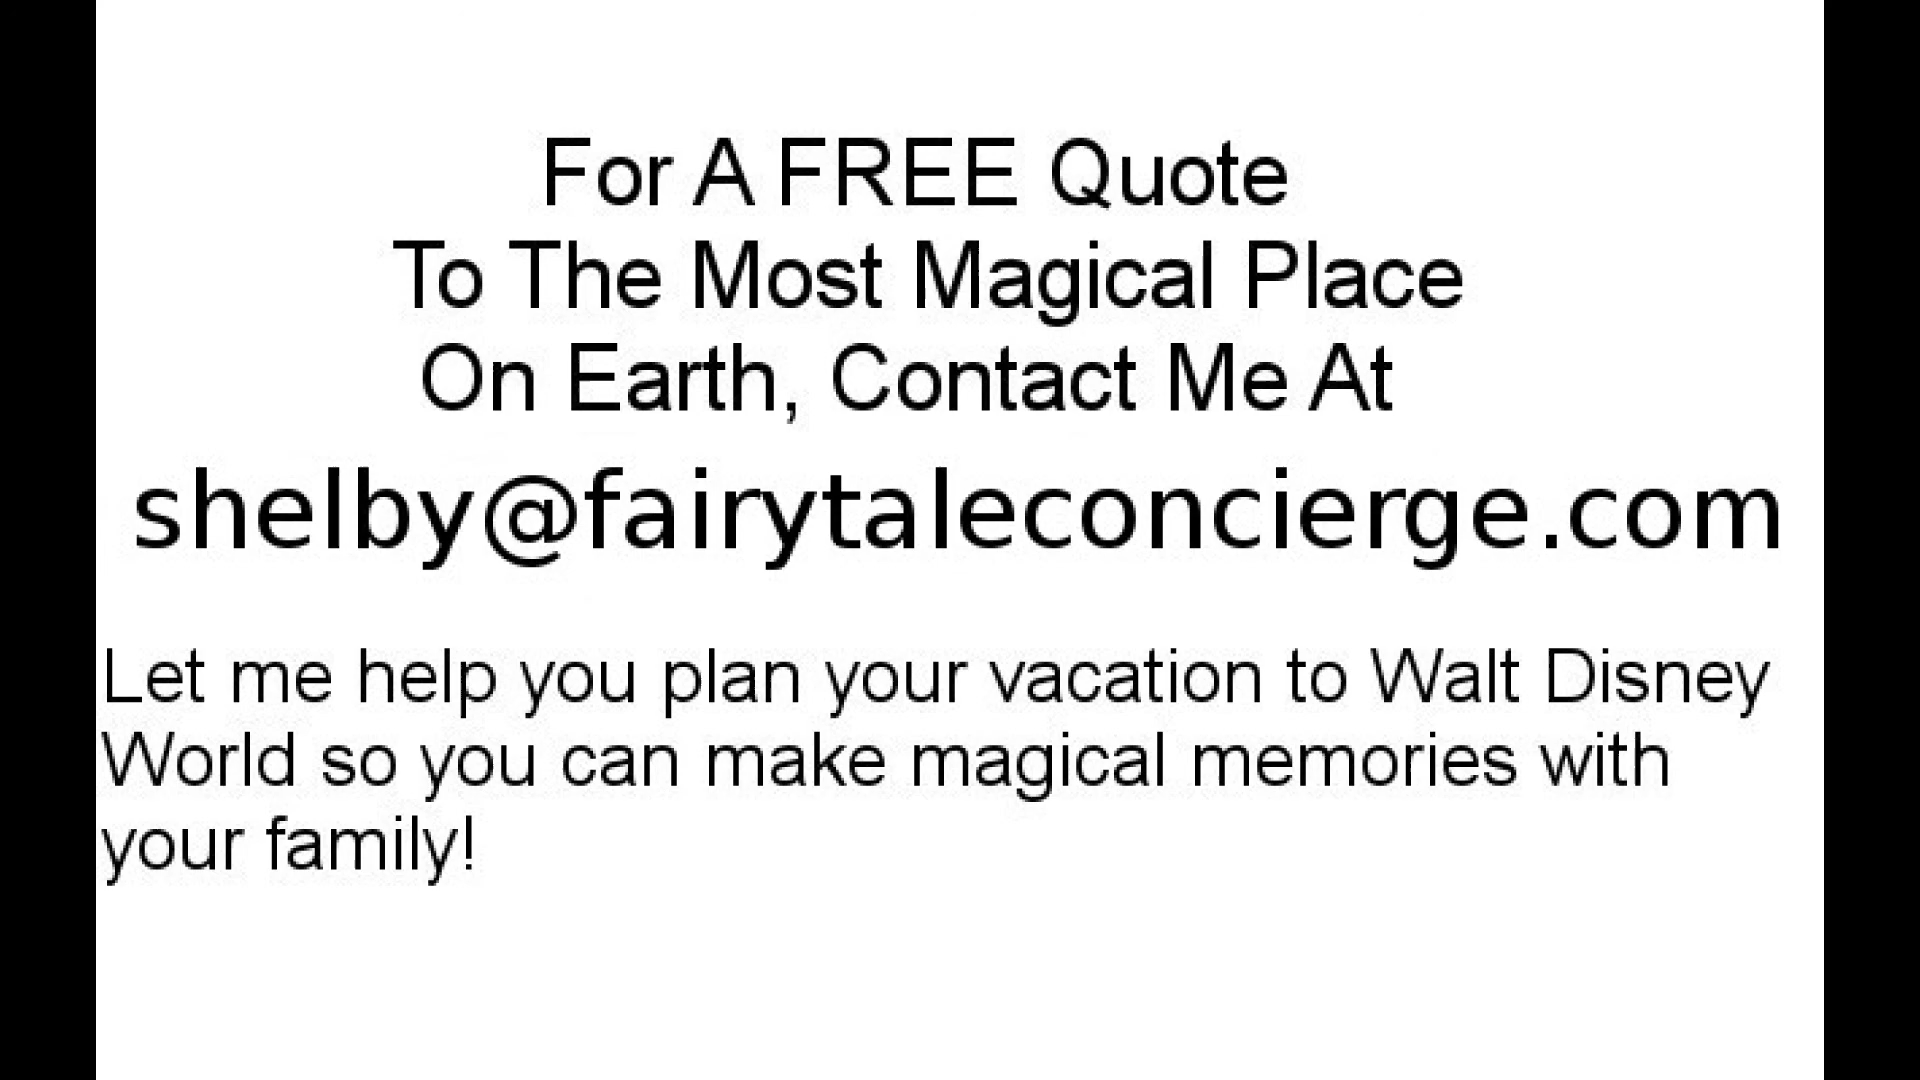 For A FREE Quote
To The Most Magical Place
On Earth, Contact Me At
shelby@fairytaleconcierge.com
Let me help you plan your vacation to Walt Disney
World so you can make magical memories with
your family!